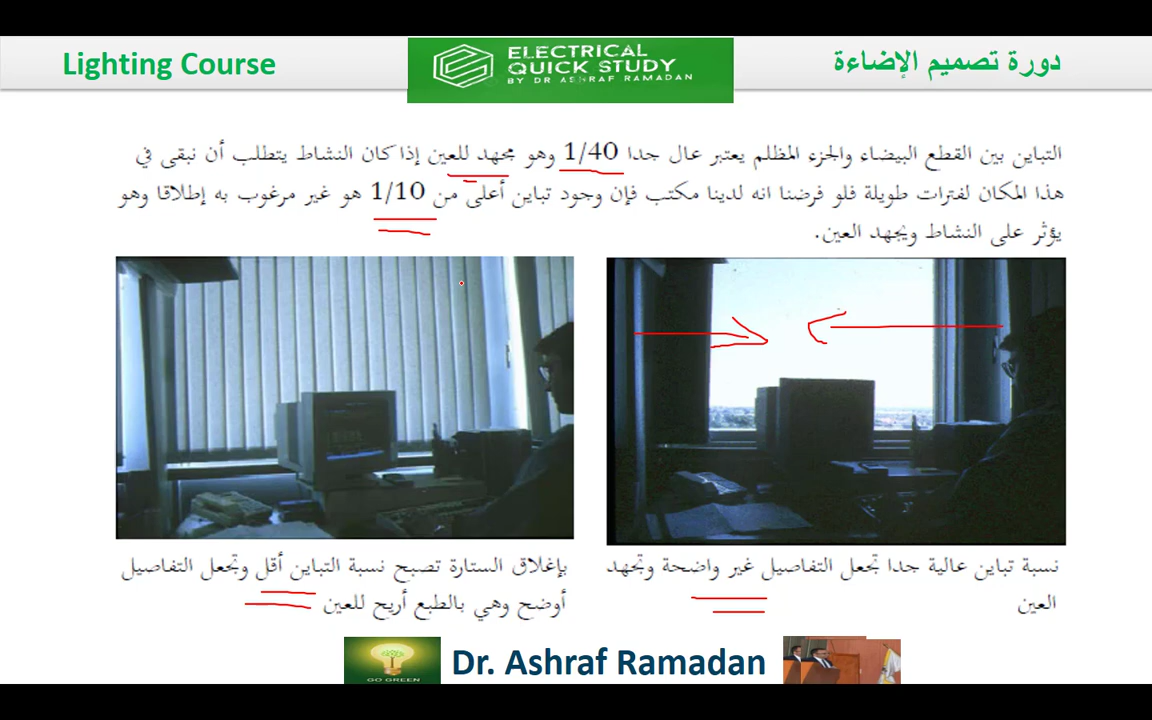 Lighting Course
ELECTRICAL
QUICK STUDY
BY DR ASHRAF RAMADAN
دورة تصميم الإضاءة
التباين بين القطع البيضاء والجزء المظلم يعتبر عال جدا 1/40 وهو مجهد للعين إذا كان النشاط يتطلب أن نبقى في
هذا المكان لفترات طويلة فلو فرضنا انه لدينا مكتب فإن وجود تباين أعلى من 1/10 هو غير مرغوب به إطلاقا وهو
يؤثر على النشاط ويجهد العين.
نسبة تباين عالية جدا تجعل التفاصيل غير واضحة وتجهد
العين
بإغلاق الستارة تصبح نسبة التباين أقل وتجعل التفاصيل
أوضح وهي بالطبع أريح للعين
GO GREEN
Dr. Ashraf Ramadan